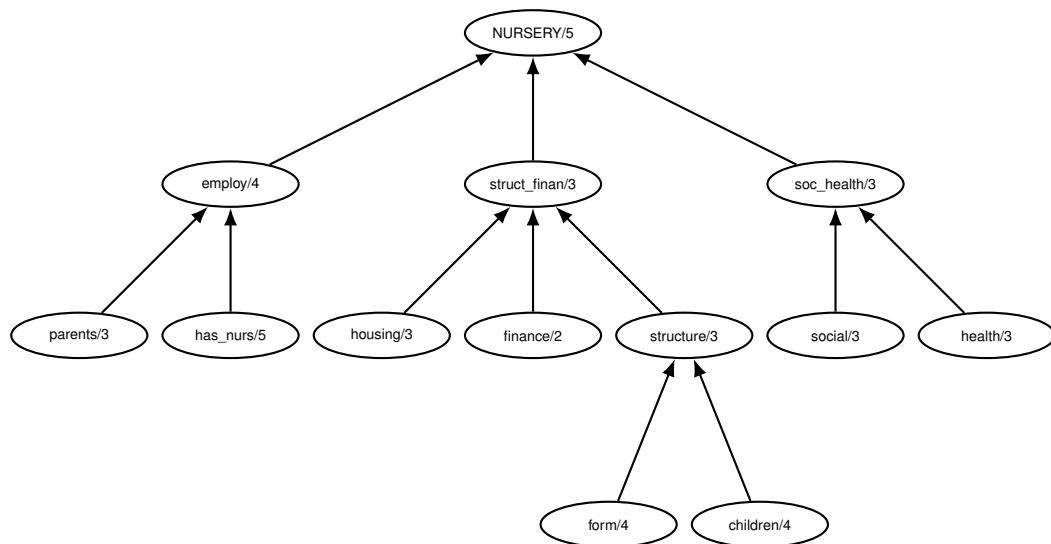 NURSERY/5
employ/4
struct_finan/3
soc_health/3
parents/3
has_nurs/5
housing/3
finance/2
structure/3
social/3
health/3
form/4
children/4